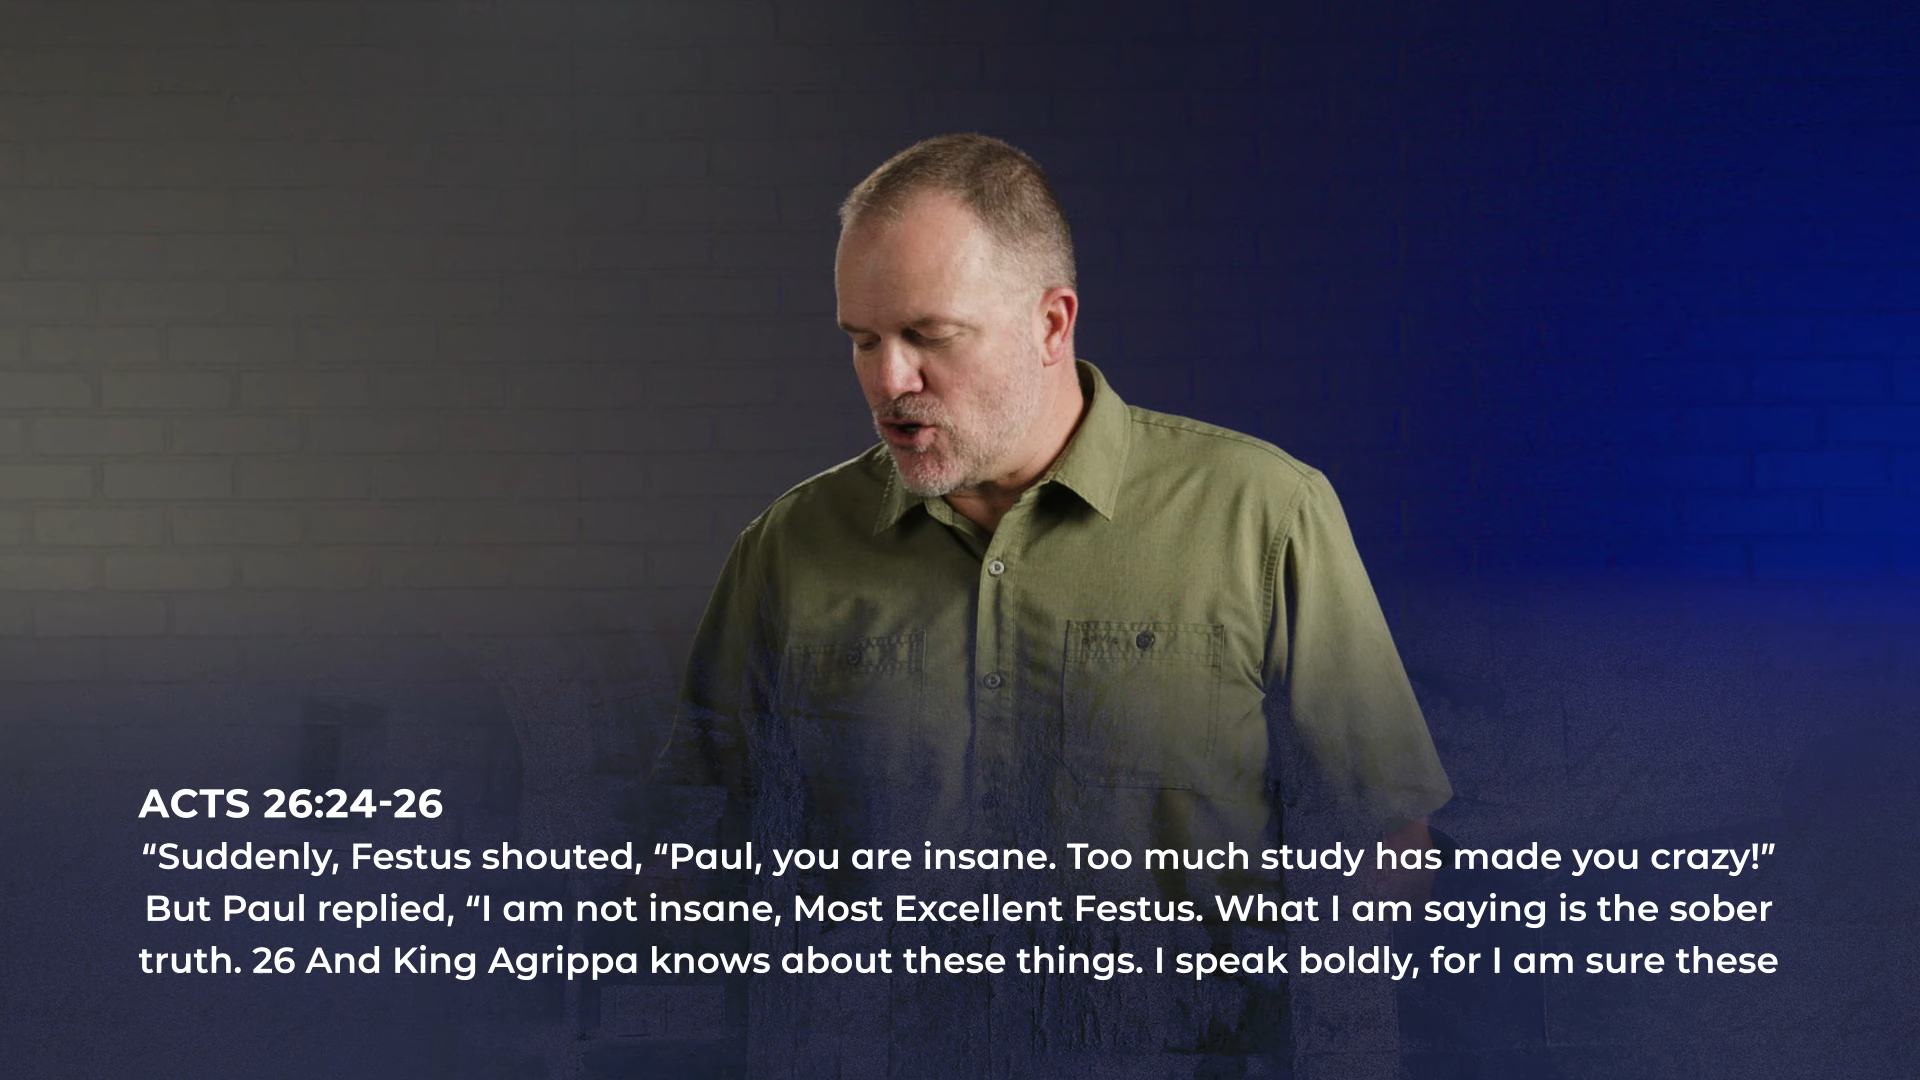 ACTS 26:24-26
“Suddenly, Festus shouted, “Paul, you are insane. Too much study has made you crazy!”
But Paul replied, “I am not insane, Most Excellent Festus. What I am saying is the sober
truth. 26 And King Agrippa knows about these things. I speak boldly, for I am sure these